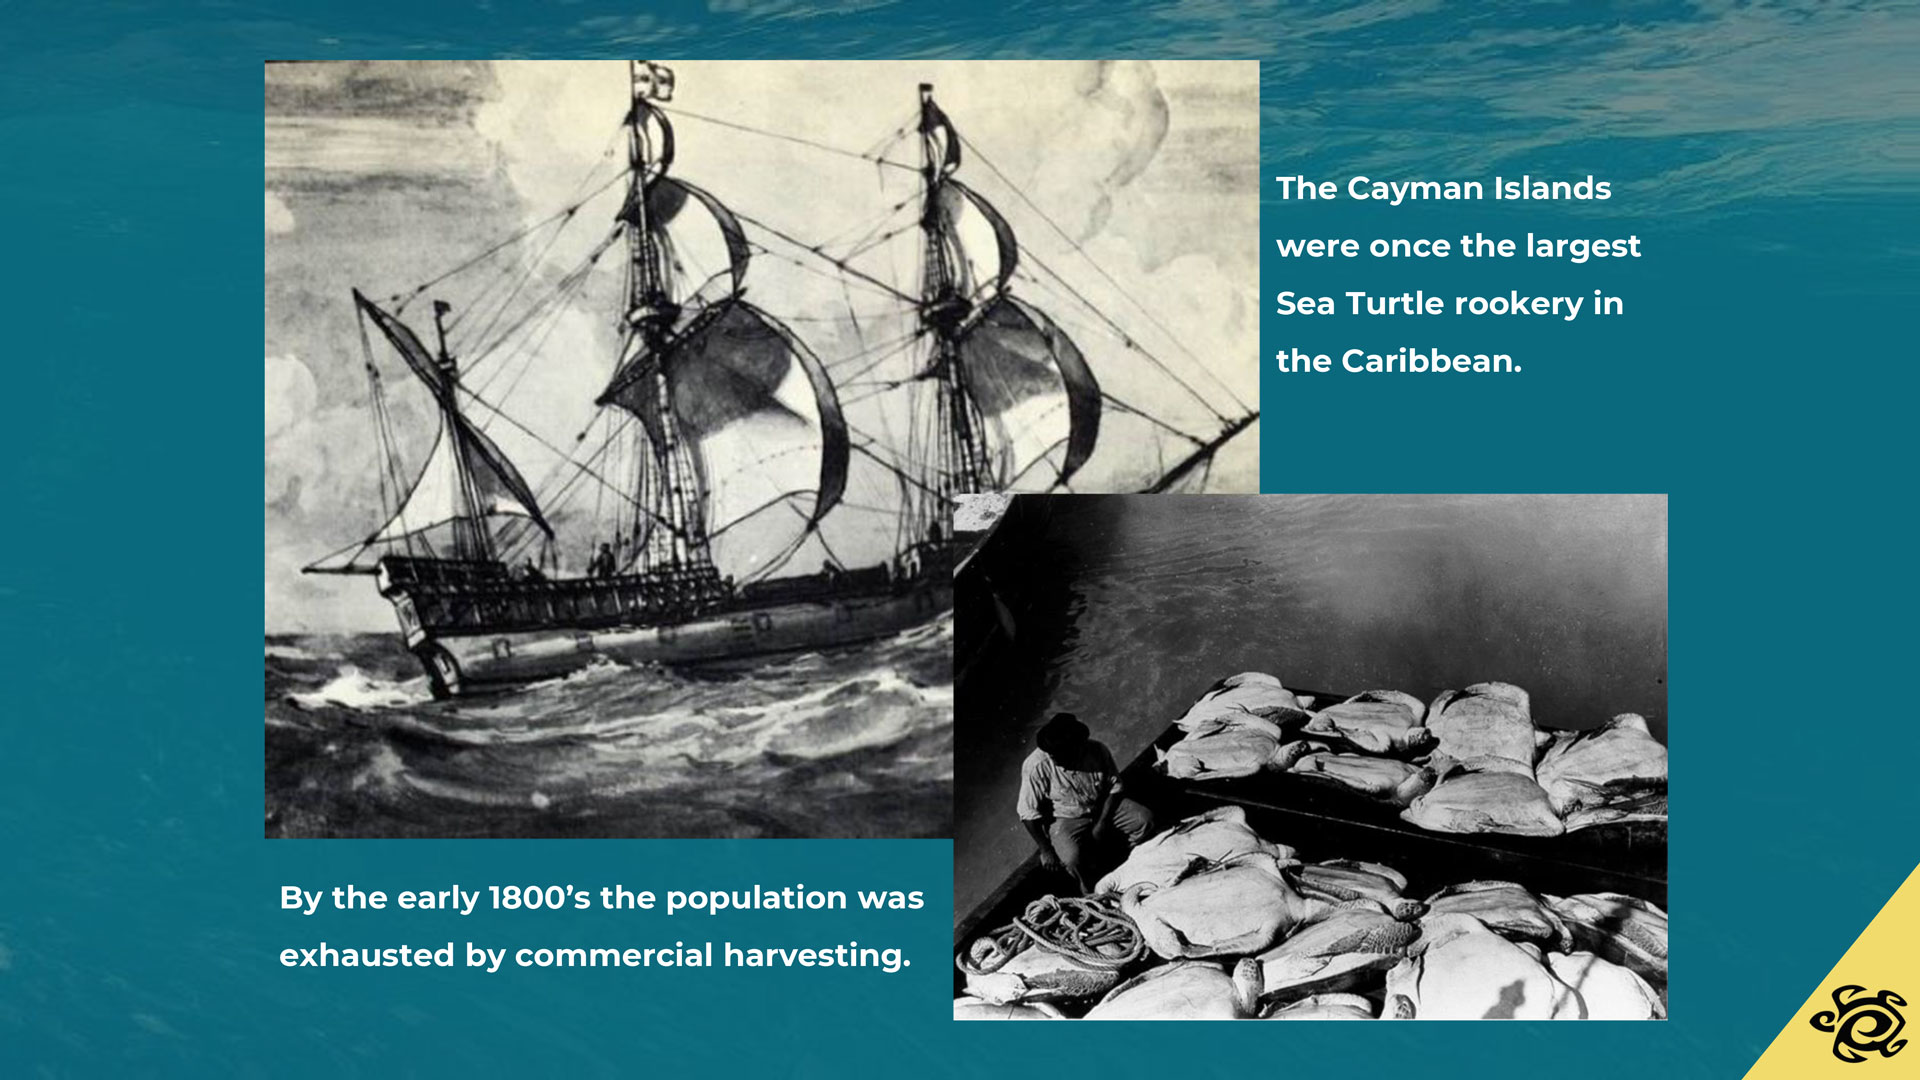 The Cayman Islands
were once the largest
Sea Turtle rookery in
the Caribbean.
By the early 1800’s the population was
exhausted by commercial harvesting.